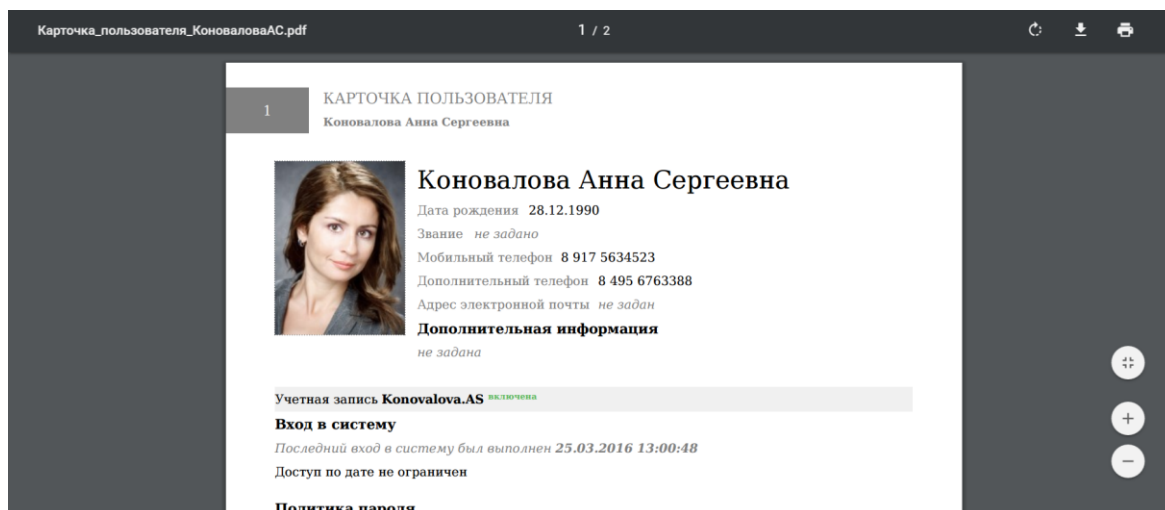 Карточка_пользователя_КоноваловаАС.pdf 1 / 2
1 КАРТОЧКА ПОЛЬЗОВАТЕЛЯ
Коновалова Анна Сергеевна
Коновалова Анна Сергеевна
Дата рождения 28.12.1990
Звание не задано
Мобильный телефон 8 917 5634523
Дополнительный телефон 8 495 6763388
Адрес электронной почты не задан
Дополнительная информация
не задана
Учетная запись Konovalova.AS включена
Вход в систему
Последний вход в систему был выполнен 25.03.2016 13:00:48
Доступ по дате не ограничен
Политика пароля